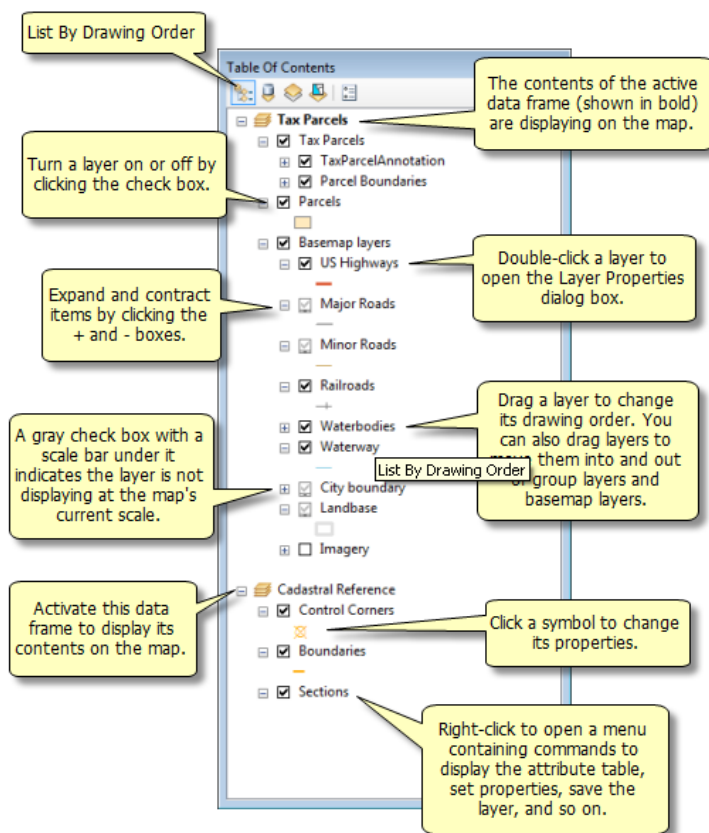 List By Drawing Order
Table Of Contents
The contents of the active
data frame (shown in bold)
are displaying on the map.
Tax Parcels
Tax Parcels
TaxParcelAnnotation
Parcel Boundaries
Turn a layer on or off by
clicking the check box.
Parcels
Basemap layers
US Highways
Double-click a layer to
open the Layer Properties
dialog box.
Expand and contract
items by clicking the
+ and - boxes.
Major Roads
Minor Roads
Railroads
Waterbodies
Waterway
Drag a layer to change
its drawing order. You
can also drag layers to
move them into and out
of group layers and
basemap layers.
List By Drawing Order
A gray check box with a
scale bar under it
indicates the layer is not
displaying at the map's
current scale.
City boundary
Landbase
Imagery
Cadastral Reference
Activate this data
frame to display its
contents on the map.
Control Corners
Click a symbol to change
its properties.
Boundaries
Sections
Right-click to open a menu
containing commands to
display the attribute table,
set properties, save the
layer, and so on.